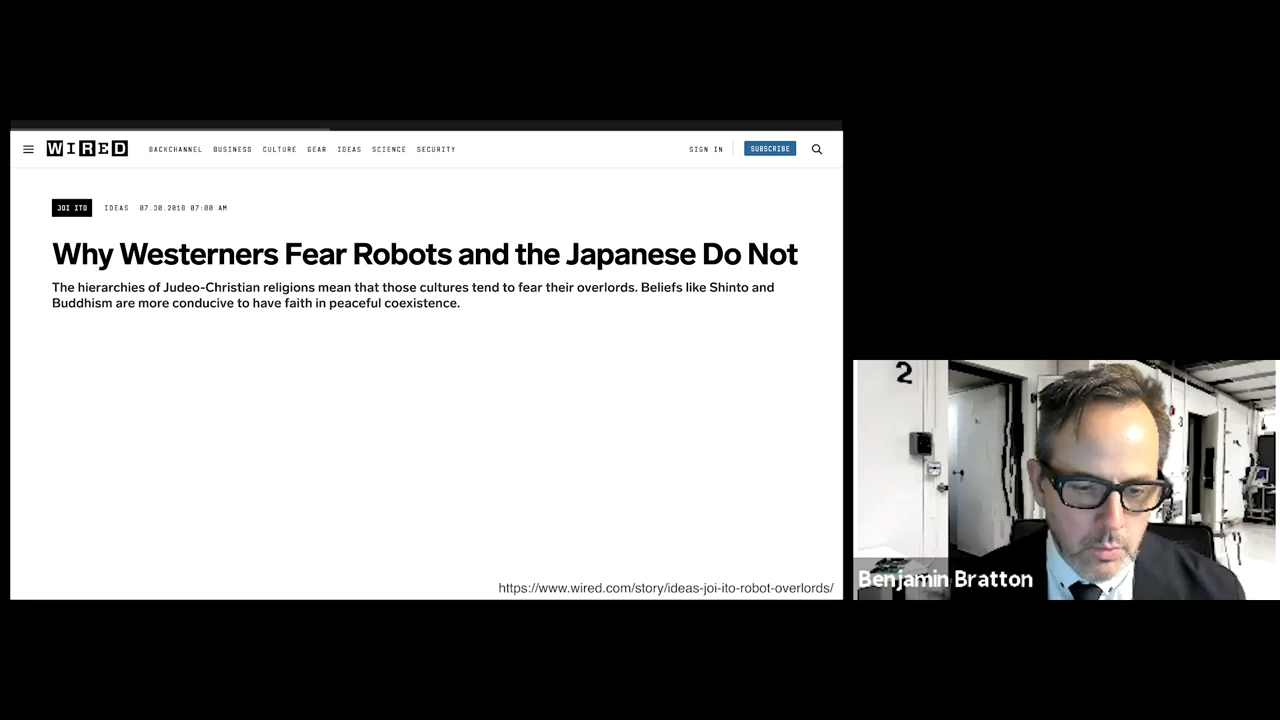 WIRED
BACKCHANNEL BUSINESS CULTURE GEAR IDEAS SCIENCE SECURITY
SIGN IN
SUBSCRIBE
JOI ITO IDEAS 07.30.2018 07:00 AM
Why Westerners Fear Robots and the Japanese Do Not
The hierarchies of Judeo-Christian religions mean that those cultures tend to fear their overlords. Beliefs like Shinto and
Buddhism are more conducive to have faith in peaceful coexistence.
https://www.wired.com/story/ideas-joi-ito-robot-overlords/
2
Benjamin Bratton